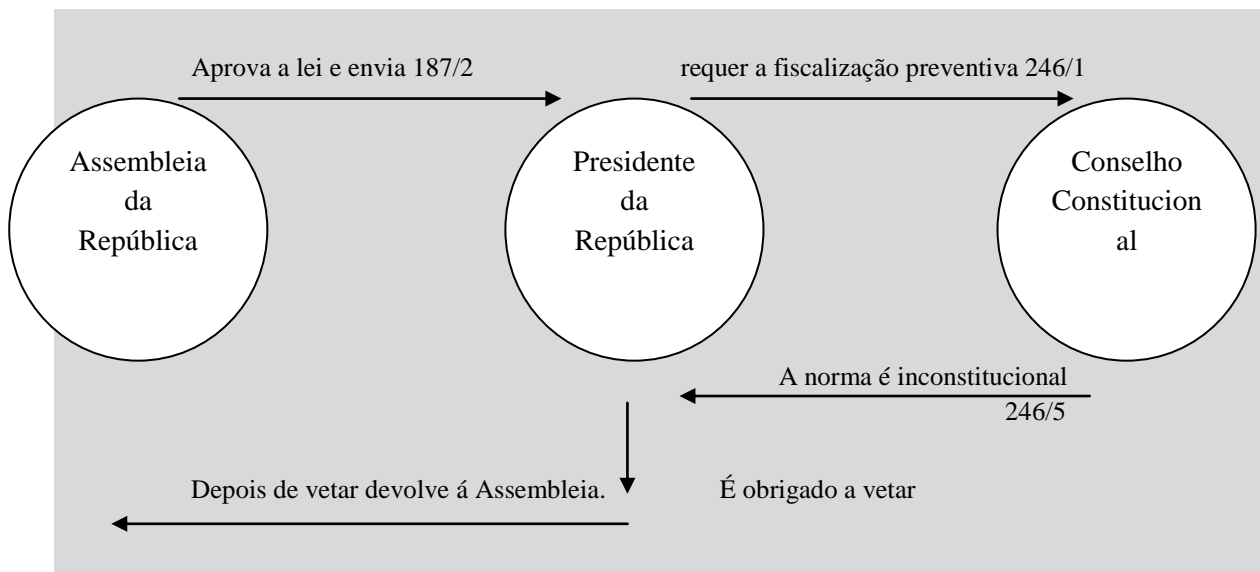 Aprova a lei e envia 187/2
requer a fiscalização preventiva 246/1
Assembleia
da
República
Presidente
da
República
Conselho
Constitucion
al
A norma é inconstitucional
246/5
Depois de vetar devolve á Assembleia.
É obrigado a vetar